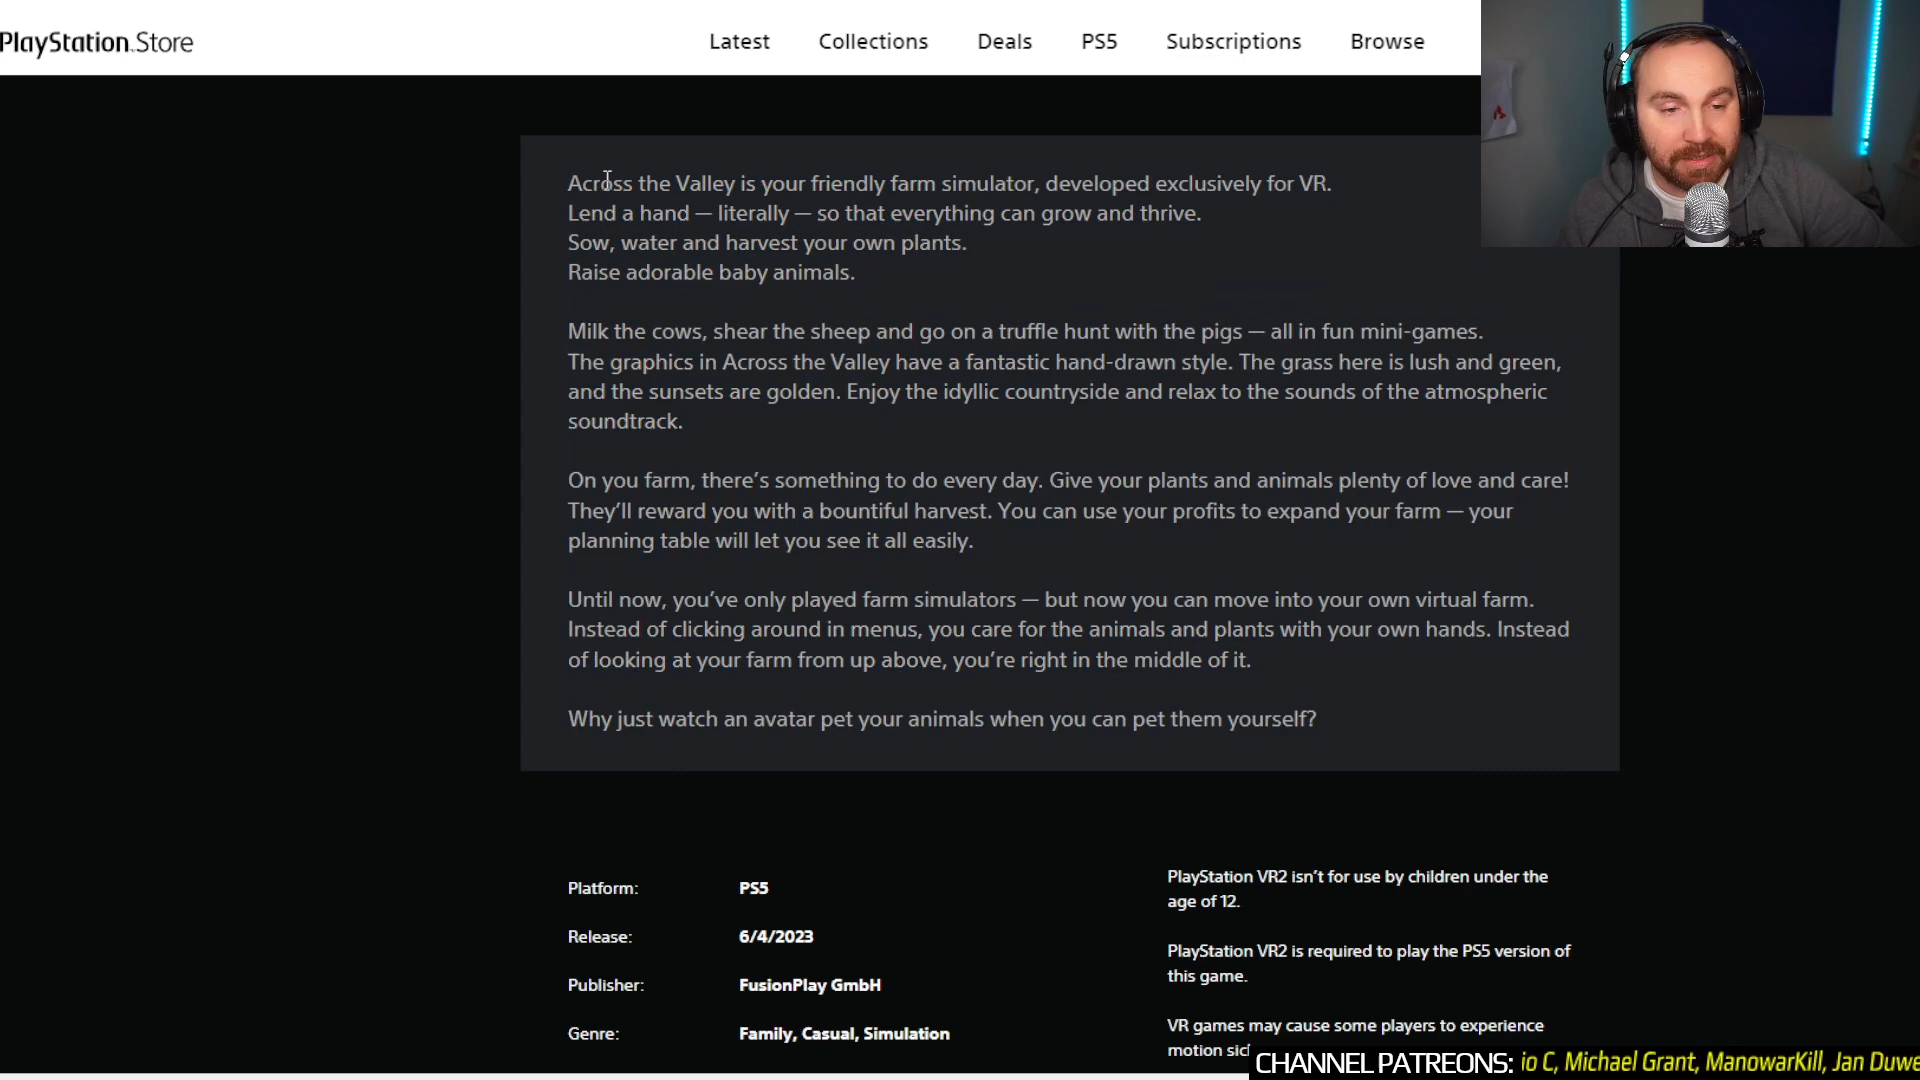 PlayStation Store
Latest Collections Deals PS5 Subscriptions Browse
Across the Valley is your friendly farm simulator, developed exclusively for VR.
Lend a hand — literally — so that everything can grow and thrive.
Sow, water and harvest your own plants.
Raise adorable baby animals.
Milk the cows, shear the sheep and go on a truffle hunt with the pigs — all in fun mini-games.
The graphics in Across the Valley have a fantastic hand-drawn style. The grass here is lush and green,
and the sunsets are golden. Enjoy the idyllic countryside and relax to the sounds of the atmospheric
soundtrack.
On you farm, there’s something to do every day. Give your plants and animals plenty of love and care!
They’ll reward you with a bountiful harvest. You can use your profits to expand your farm — your
planning table will let you see it all easily.
Until now, you’ve only played farm simulators — but now you can move into your own virtual farm.
Instead of clicking around in menus, you care for the animals and plants with your own hands. Instead
of looking at your farm from up above, you’re right in the middle of it.
Why just watch an avatar pet your animals when you can pet them yourself?
Platform: PS5
Release: 6/4/2023
Publisher: FusionPlay GmbH
Genre: Family, Casual, Simulation
PlayStation VR2 isn’t for use by children under the
age of 12.
PlayStation VR2 is required to play the PS5 version of
this game.
VR games may cause some players to experience
motion
CHANNEL PATREONS: io C, Michael Grant, ManowarKill, Jan Duwe